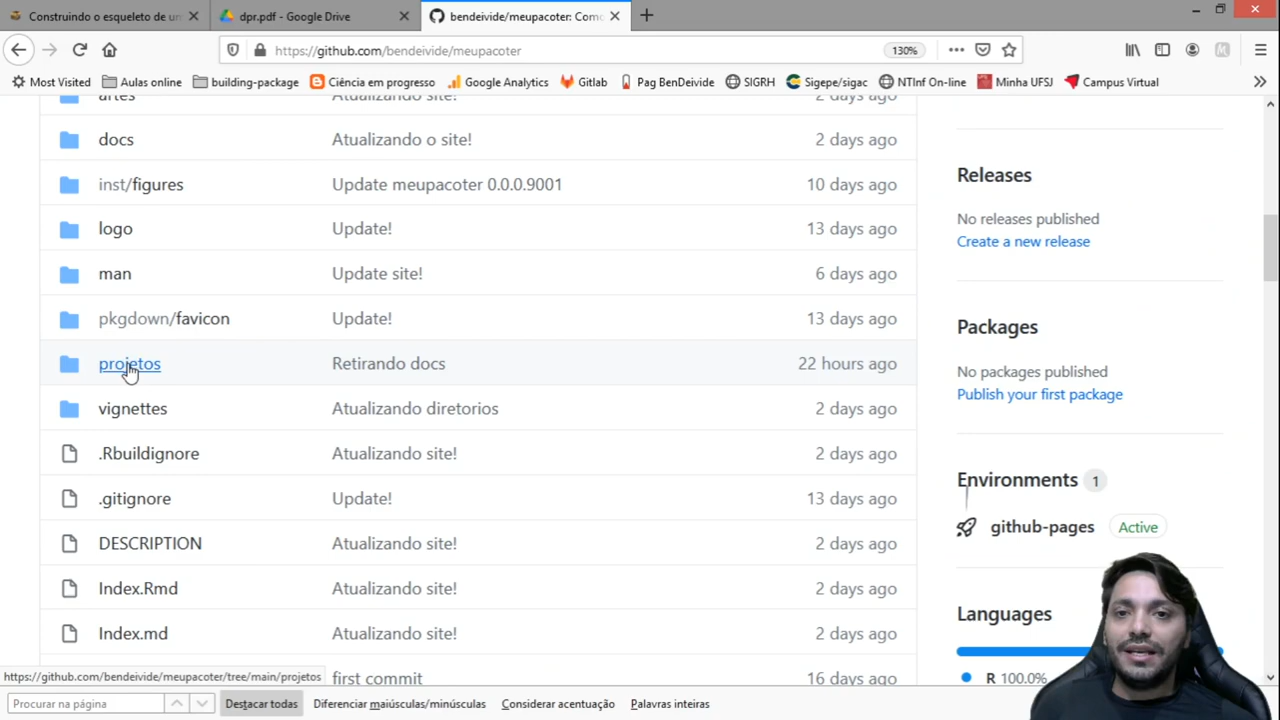 Construindo o esqueleto de um
dpr.pdf - Google Drive
bendeivide/meupacoter: Como
https://github.com/bendeivide/meupacoter
130%
Most Visited
Aulas online
building-package
Ciência em progresso
Google Analytics
Gitlab
Pag BenDeivide
SIGRH
Sigepe/sigac
NTInf On-line
Minha UFSJ
Campus Virtual
artes Atualizando site! 2 days ago
docs Atualizando o site! 2 days ago
inst/figures Update meupacoter 0.0.0.9001 10 days ago
logo Update! 13 days ago
man Update site! 6 days ago
pkgdown/favicon Update! 13 days ago
projetos Retirando docs 22 hours ago
vignettes Atualizando diretorios 2 days ago
.Rbuildignore Atualizando site! 2 days ago
.gitignore Update! 13 days ago
DESCRIPTION Atualizando site! 2 days ago
Index.Rmd Atualizando site! 2 days ago
Index.md Atualizando site! 2 days ago
first commit 16 days ago
Releases
No releases published
Create a new release
Packages
No packages published
Publish your first package
Environments 1
github-pages Active
Languages
R 100.0%
https://github.com/bendeivide/meupacoter/tree/main/projetos
Procurar na página
Destacar todas
Diferenciar maiúsculas/minúsculas
Considerar acentuação
Palavras inteiras